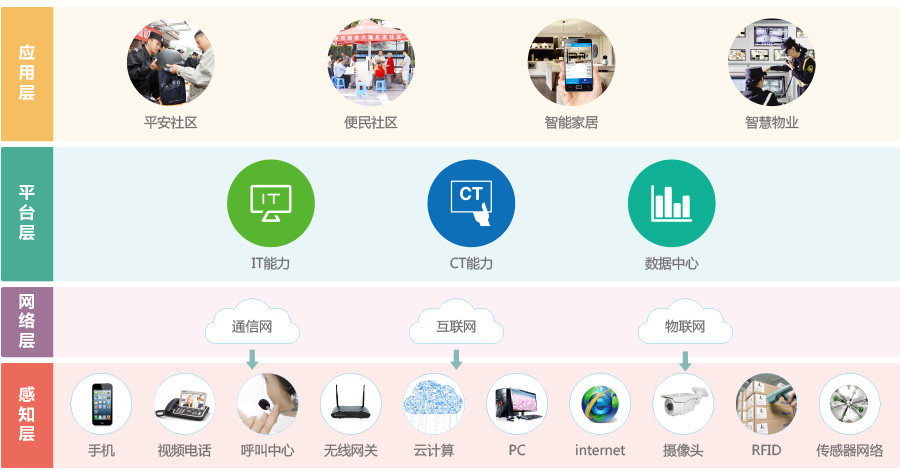 应用层
平安社区
便民社区
智能家居
智慧物业
平台层
IT
CT
IT能力
CT能力
数据中心
网络层
通信网
互联网
物联网
感知层
手机
视频电话
呼叫中心
无线网关
云计算
PC
internet
摄像头
RFID
传感器网络